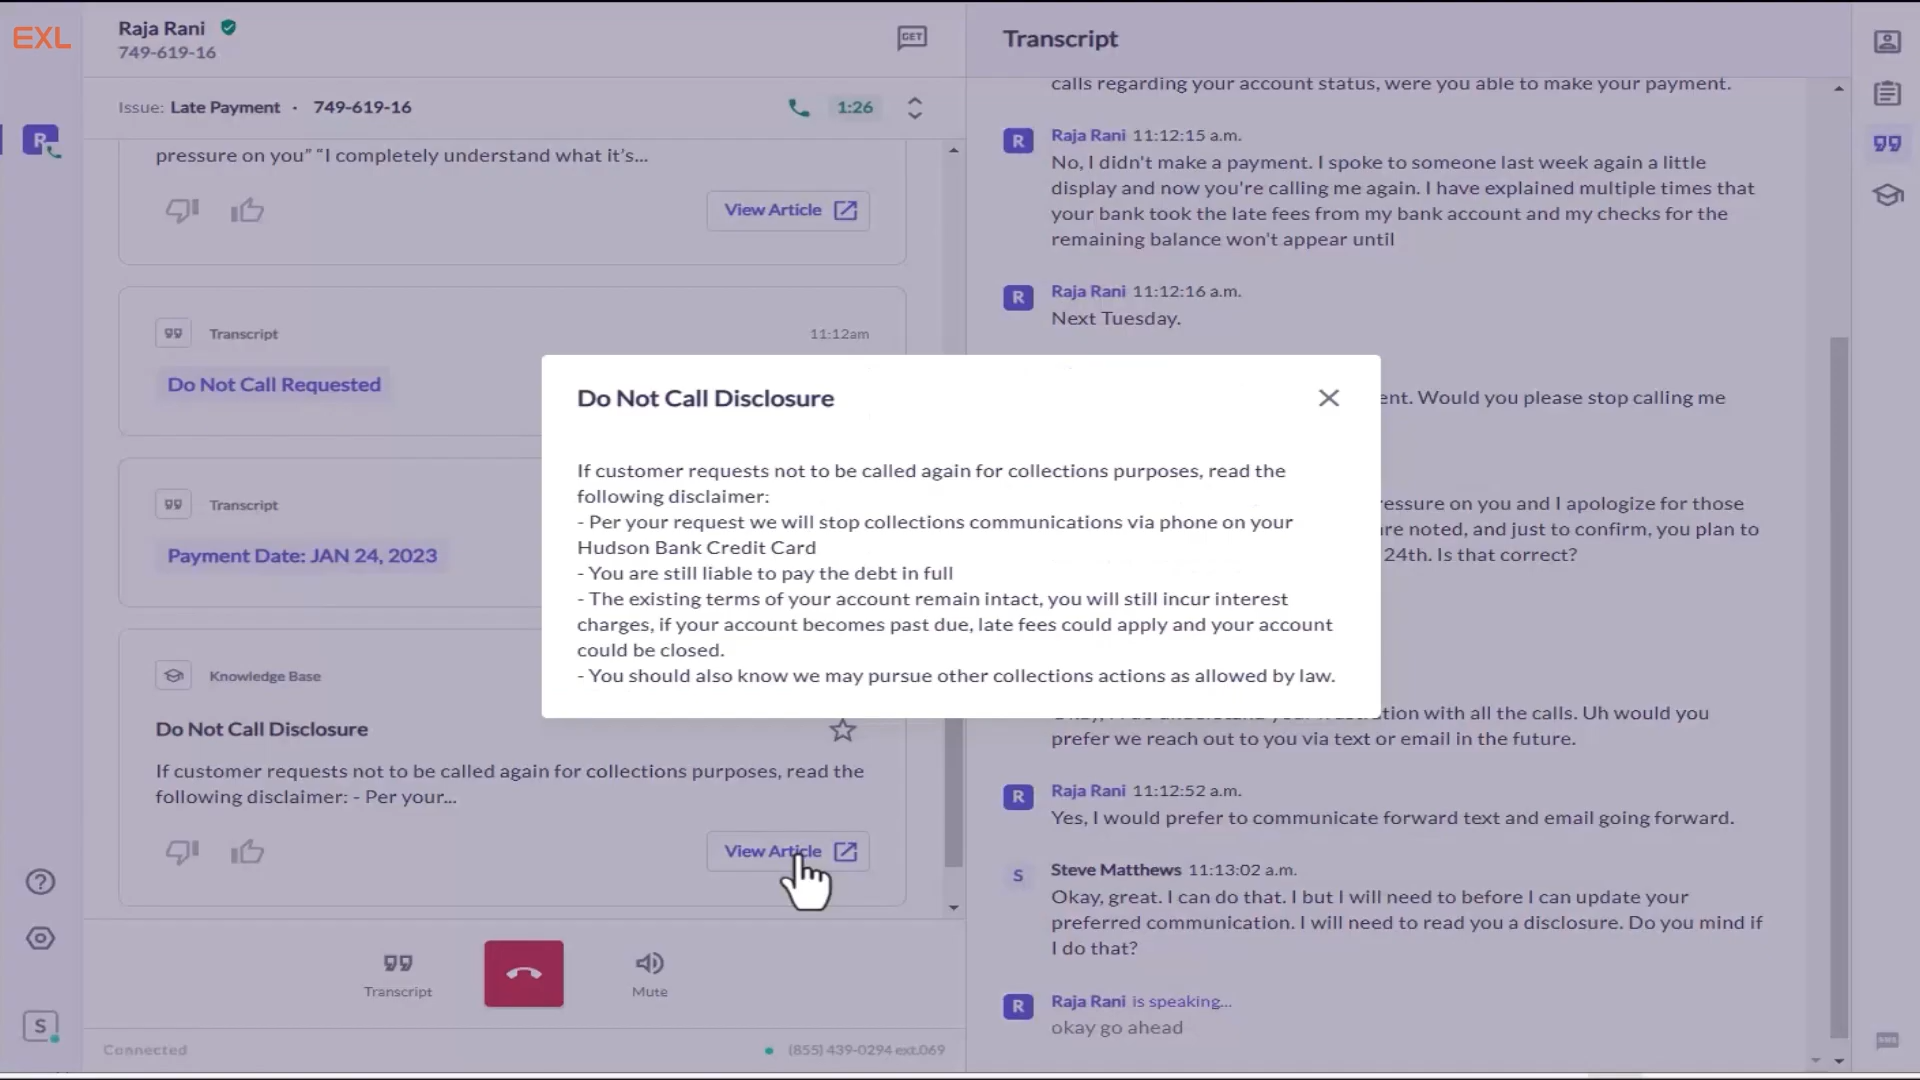 EXL
Raja Rani
749-619-16
GET
Issue: Late Payment · 749-619-16
1:26
R
pressure on you” “I completely understand what it’s...
View Article
Transcript
11:12am
Do Not Call Requested
Transcript
Payment Date: JAN 24, 2023
Knowledge Base
Do Not Call Disclosure
If customer requests not to be called again for collections purposes, read the
following disclaimer: - Per your...
View Article
Transcript
Mute
S
Connected
(855) 439-0294 ext.069
Do Not Call Disclosure
If customer requests not to be called again for collections purposes, read the
following disclaimer:
- Per your request we will stop collections communications via phone on your
Hudson Bank Credit Card
- You are still liable to pay the debt in full
- The existing terms of your account remain intact, you will still incur interest
charges, if your account becomes past due, late fees could apply and your account
could be closed.
- You should also know we may pursue other collections actions as allowed by law.
Transcript
calls regarding your account status, were you able to make your payment.
R
Raja Rani 11:12:15 a.m.
No, I didn't make a payment. I spoke to someone last week again a little
display and now you're calling me again. I have explained multiple times that
your bank took the late fees from my bank account and my checks for the
remaining balance won't appear until
R
Raja Rani 11:12:16 a.m.
Next Tuesday.
Would you please stop calling me
on you and I apologize for those
noted, and just to confirm, you plan to
24th. Is that correct?
with all the calls. Uh would you
prefer we reach out to you via text or email in the future.
R
Raja Rani 11:12:52 a.m.
Yes, I would prefer to communicate forward text and email going forward.
S
Steve Matthews 11:13:02 a.m.
Okay, great. I can do that. I but I will need to before I can update your
preferred communication. I will need to read you a disclosure. Do you mind if
I do that?
R
Raja Rani is speaking...
okay go ahead
SMS